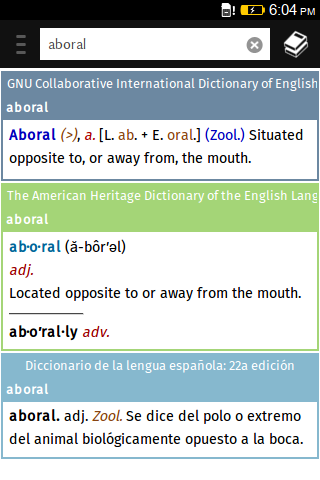 6:04 PM
aboral
GNU Collaborative International Dictionary of English
aboral
Aboral (>), a. [L. ab. + E. oral.] (Zool.) Situated
opposite to, or away from, the mouth.
The American Heritage Dictionary of the English Lang
aboral
ab·o·ral (ă-bôr′əl)
adj.
Located opposite to or away from the mouth.
ab·o′ral·ly adv.
Diccionario de la lengua española: 22a edición
aboral
aboral. adj. Zool. Se dice del polo o extremo
del animal biológicamente opuesto a la boca.